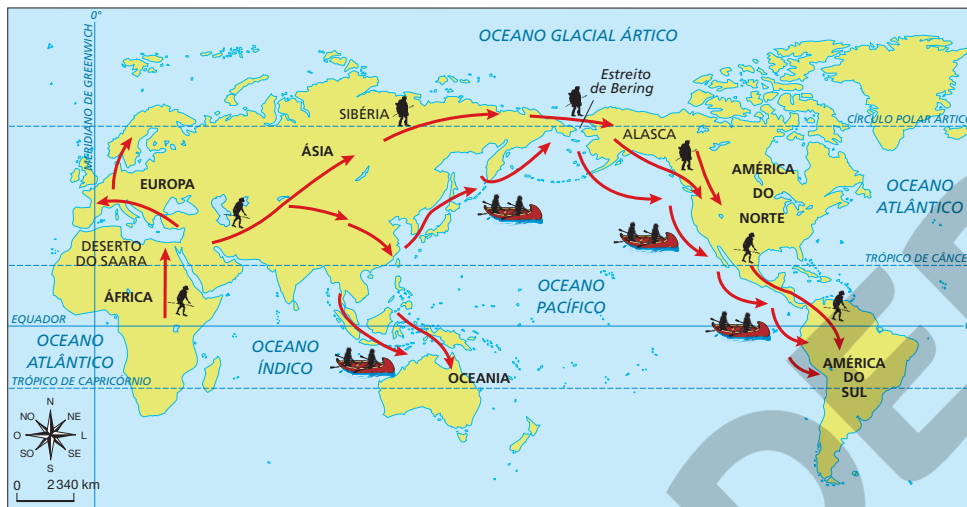 0°
MERIDIANO DE GREENWICH
OCEANO GLACIAL ÁRTICO
Estreito
de Bering
SIBÉRIA
CÍRCULO POLAR ÁRTICO
ALASCA
ÁSIA
EUROPA
AMÉRICA
DO
NORTE
OCEANO
ATLÂNTICO
DESERTO
DO SAARA
TRÓPICO DE CÂNCER
ÁFRICA
OCEANO
PACÍFICO
EQUADOR
OCEANO
ATLÂNTICO
OCEANO
ÍNDICO
OCEANIA
AMÉRICA
DO
SUL
TRÓPICO DE CAPRICÓRNIO
N
NO NE
O L
SO SE
S
0 2 340 km